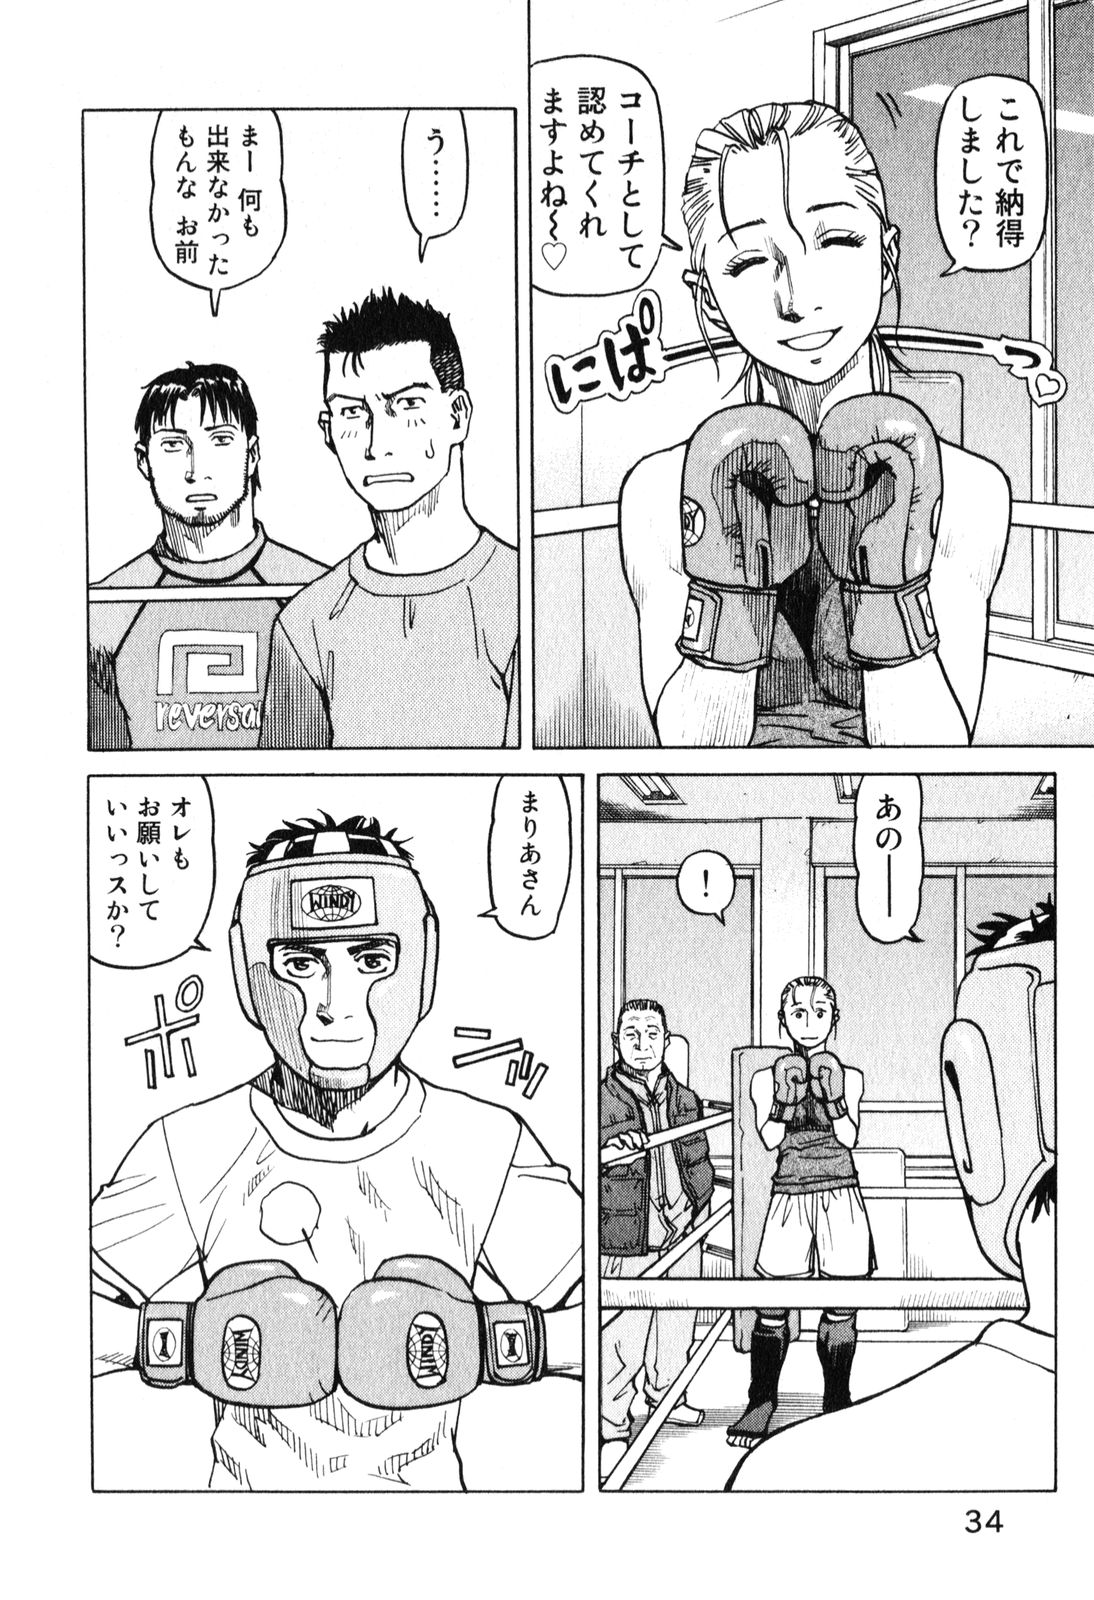 これで納得
しました?
コーチとして
認めてくれ
ますよね〜♡
にぱーっ♡
う……
まー 何も
出来なかった
もんな お前
reversal
あのー
!
まりあさん
オレも
お願いして
いいっスか?
WINDY
ポンッ
WINDY
WINDY
34